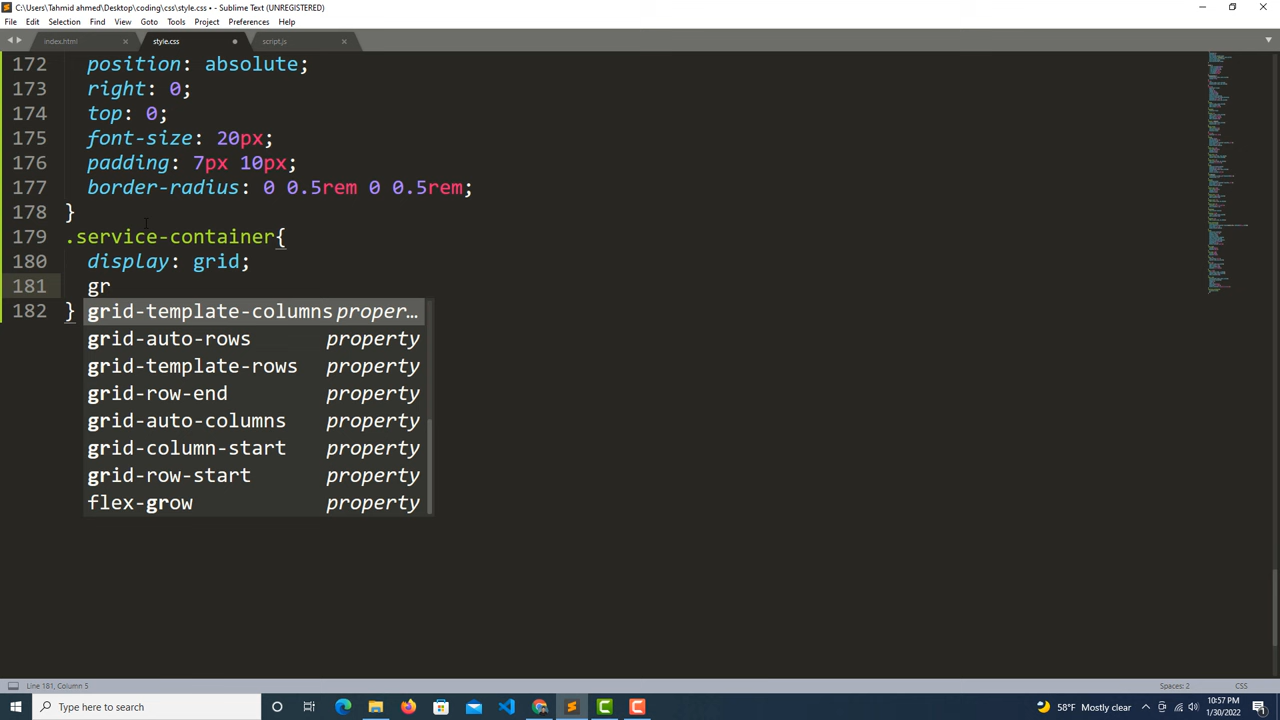 C:\Users\Tahmid ahmed\Desktop\coding\css\style.css • - Sublime Text (UNREGISTERED)
File Edit Selection Find View Goto Tools Project Preferences Help
index.html style.css script.js
172 position: absolute;
173 right: 0;
174 top: 0;
175 font-size: 20px;
176 padding: 7px 10px;
177 border-radius: 0 0.5rem 0 0.5rem;
178 }
179 .service-container{
180 display: grid;
181 gr
182 }
grid-template-columns proper…
grid-auto-rows property
grid-template-rows property
grid-row-end property
grid-auto-columns property
grid-column-start property
grid-row-start property
flex-grow property
Line 181, Column 5 Spaces: 2 CSS
Type here to search 58°F Mostly clear 10:57 PM
1/30/2022